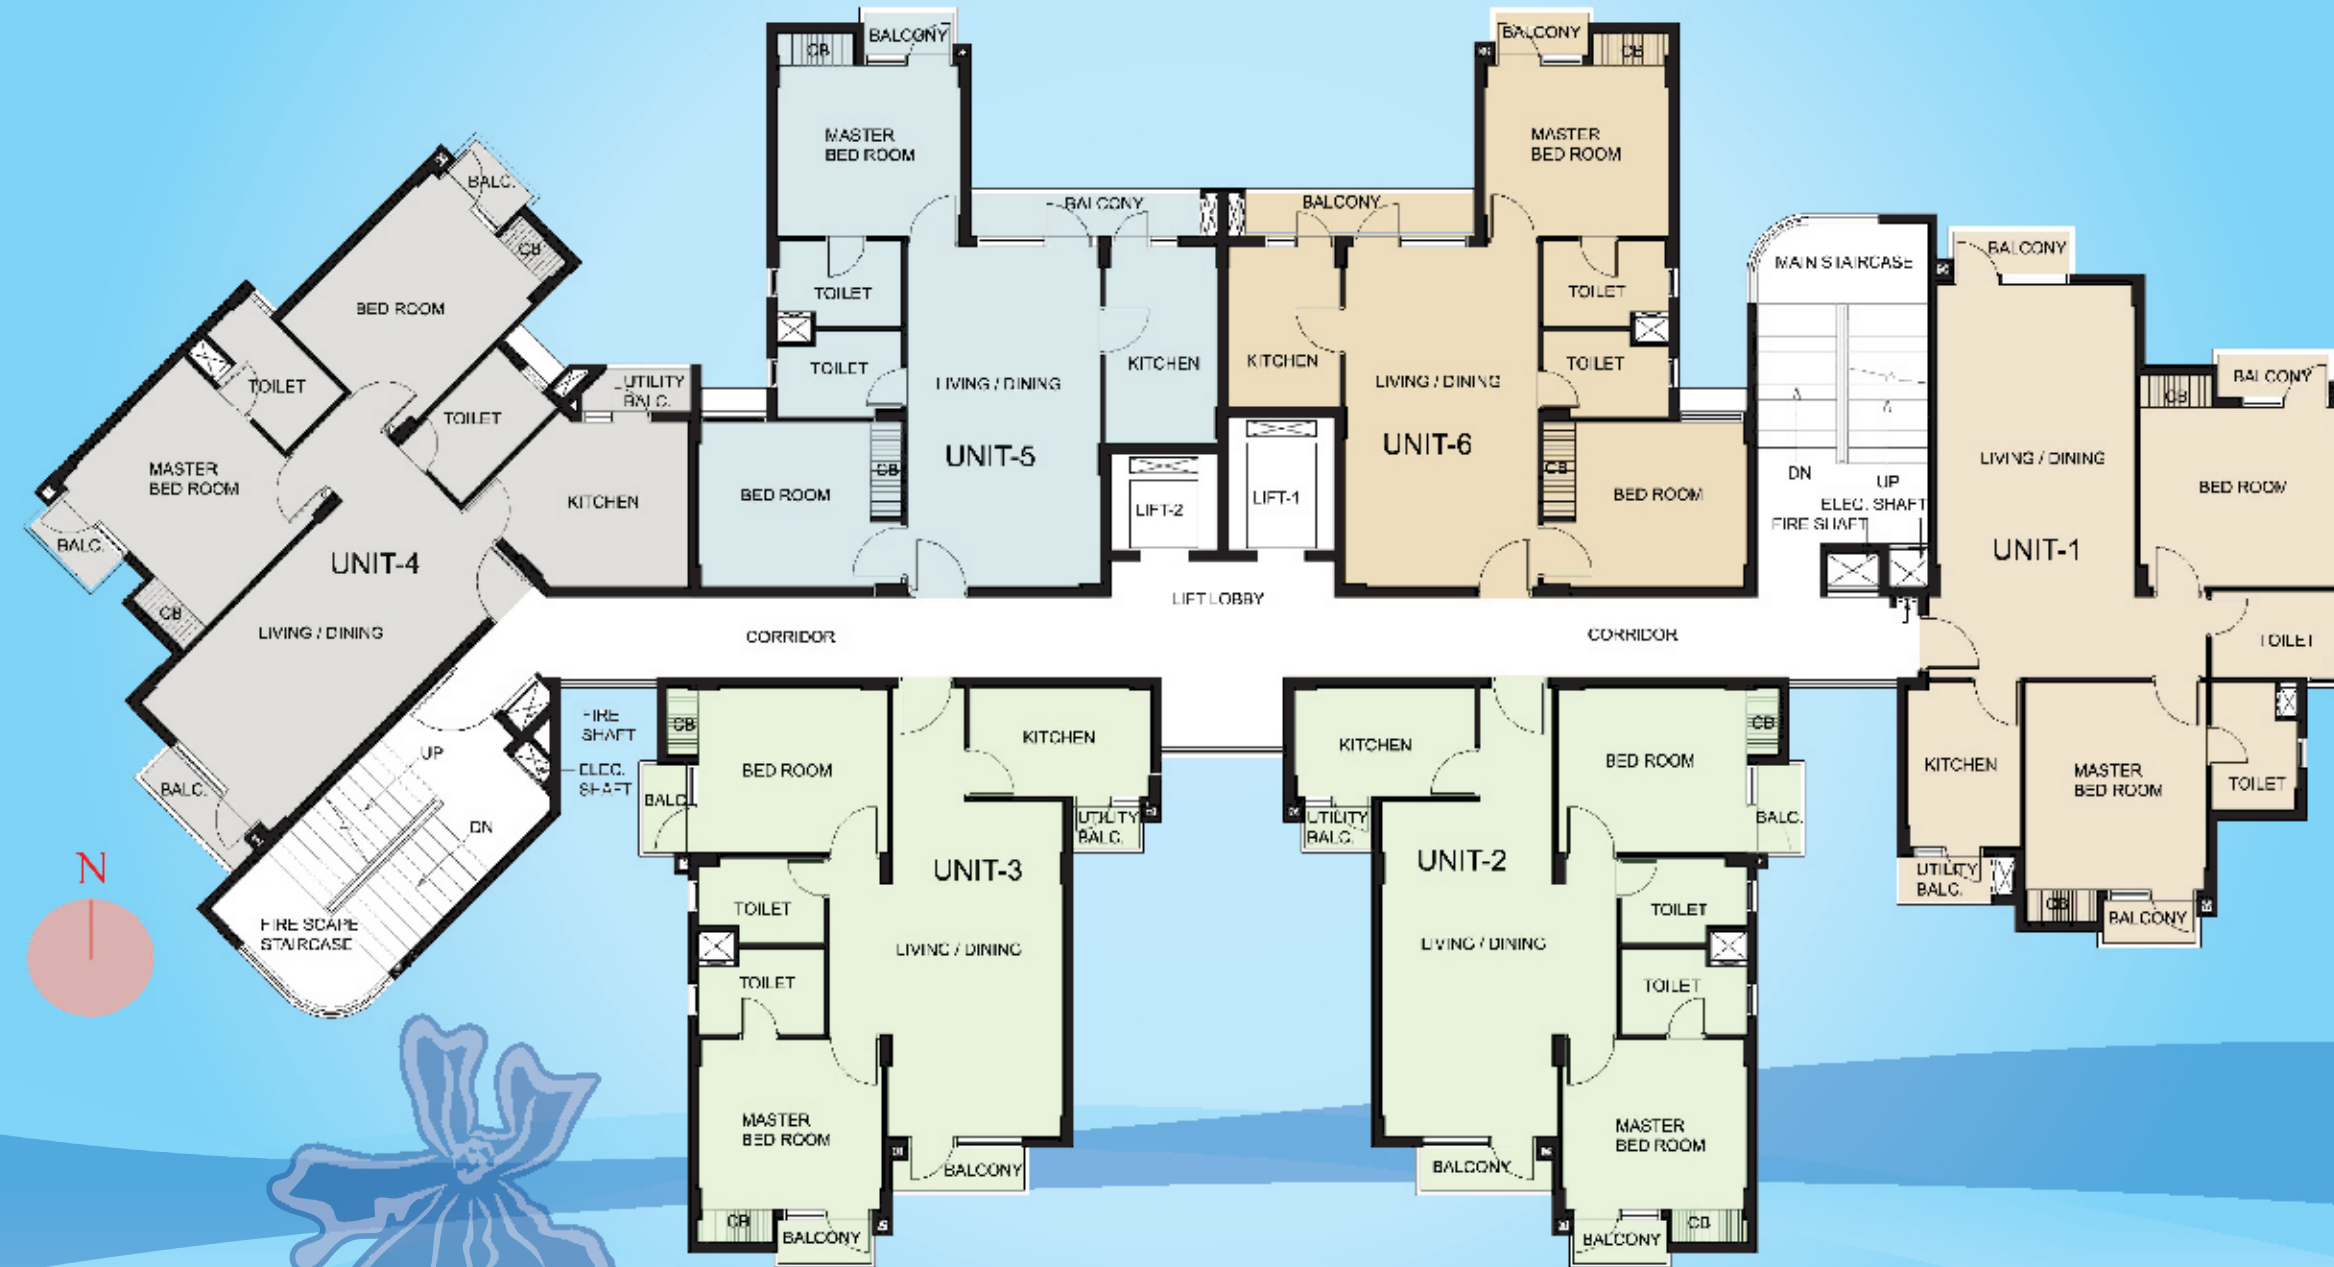 CB
BALCONY
MASTER
BED ROOM
BALCONY
TOILET
TOILET
LIVING / DINING
KITCHEN
UNIT-5
CB
BED ROOM
LIFT-2
LIFT-1
BALCONY
CB
MASTER
BED ROOM
BALCONY
TOILET
TOILET
KITCHEN
LIVING / DINING
UNIT-6
CB
BED ROOM
MAIN STAIRCASE
DN
UP
ELEC. SHAFT
FIRE SHAFT
BALCONY
BALCONY
CB
LIVING / DINING
BED ROOM
UNIT-1
TOILET
KITCHEN
MASTER
BED ROOM
TOILET
UTILITY
BALC.
CB
BALCONY
BALC.
CB
BED ROOM
TOILET
TOILET
UTILITY
BALC.
MASTER
BED ROOM
KITCHEN
BALC.
UNIT-4
CB
LIVING / DINING
BALC.
LIFT LOBBY
CORRIDOR
CORRIDOR
UP
DN
FIRE SCAPE
STAIRCASE
FIRE
SHAFT
ELEC.
SHAFT
N
CB
BED ROOM
KITCHEN
BALC.
UTILITY
BALC.
UNIT-3
TOILET
LIVING / DINING
TOILET
MASTER
BED ROOM
BALCONY
CB
BALCONY
KITCHEN
CB
BED ROOM
UTILITY
BALC.
BALC.
UNIT-2
TOILET
LIVING / DINING
TOILET
MASTER
BED ROOM
BALCONY
CB
BALCONY